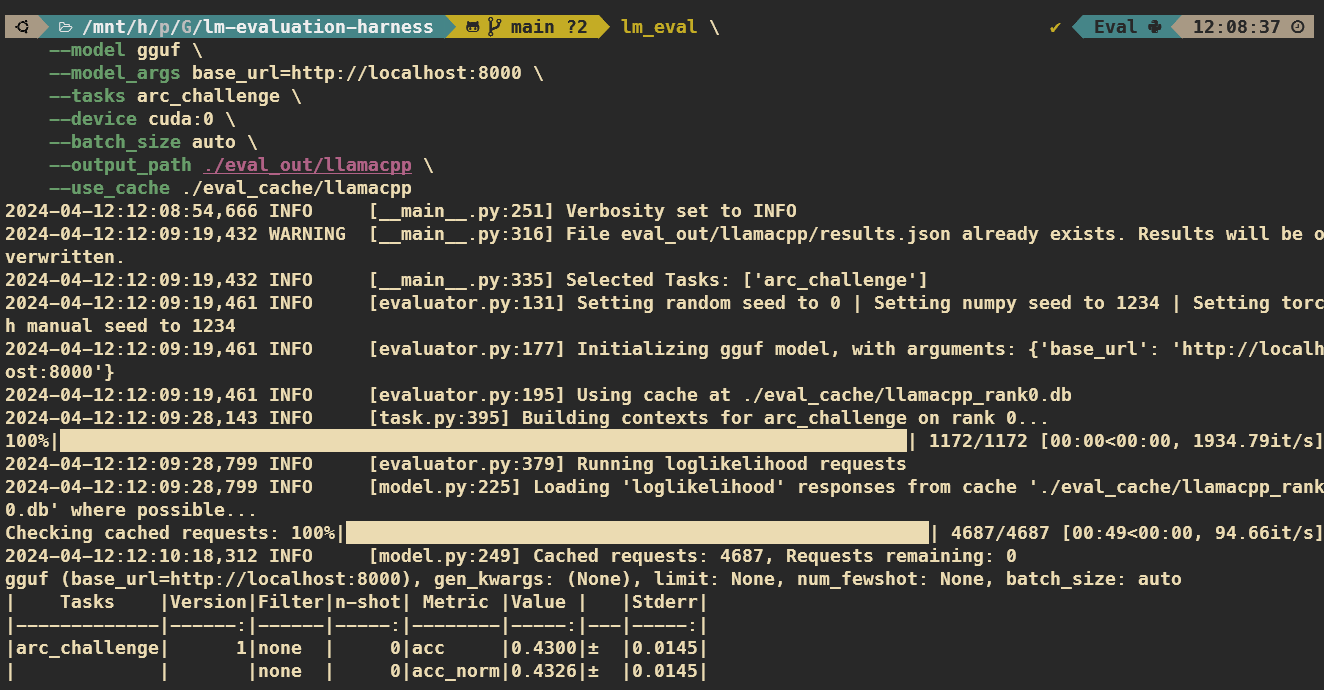 /mnt/h/p/G/lm-evaluation-harness main ?2 lm_eval \ ✔ Eval 12:08:37
--model gguf \
--model_args base_url=http://localhost:8000 \
--tasks arc_challenge \
--device cuda:0 \
--batch_size auto \
--output_path ./eval_out/llamacpp \
--use_cache ./eval_cache/llamacpp
2024-04-12:12:08:54,666 INFO     [__main__.py:251] Verbosity set to INFO
2024-04-12:12:09:19,432 WARNING  [__main__.py:316] File eval_out/llamacpp/results.json already exists. Results will be o
verwritten.
2024-04-12:12:09:19,432 INFO     [__main__.py:335] Selected Tasks: ['arc_challenge']
2024-04-12:12:09:19,461 INFO     [evaluator.py:131] Setting random seed to 0 | Setting numpy seed to 1234 | Setting torc
h manual seed to 1234
2024-04-12:12:09:19,461 INFO     [evaluator.py:177] Initializing gguf model, with arguments: {'base_url': 'http://localh
ost:8000'}
2024-04-12:12:09:19,461 INFO     [evaluator.py:195] Using cache at ./eval_cache/llamacpp_rank0.db
2024-04-12:12:09:28,143 INFO     [task.py:395] Building contexts for arc_challenge on rank 0...
100%| | 1172/1172 [00:00<00:00, 1934.79it/s]
2024-04-12:12:09:28,799 INFO     [evaluator.py:379] Running loglikelihood requests
2024-04-12:12:09:28,799 INFO     [model.py:225] Loading 'loglikelihood' responses from cache './eval_cache/llamacpp_rank
0.db' where possible...
Checking cached requests: 100%| | 4687/4687 [00:49<00:00, 94.66it/s]
2024-04-12:12:10:18,312 INFO     [model.py:249] Cached requests: 4687, Requests remaining: 0
gguf (base_url=http://localhost:8000), gen_kwargs: (None), limit: None, num_fewshot: None, batch_size: auto
|    Tasks    |Version|Filter|n-shot| Metric |Value |   |Stderr|
|-------------|------:|------|-----:|--------|-----:|---|-----:|
|arc_challenge|      1|none  |     0|acc     |0.4300|±  |0.0145|
|             |       |none  |     0|acc_norm|0.4326|±  |0.0145|